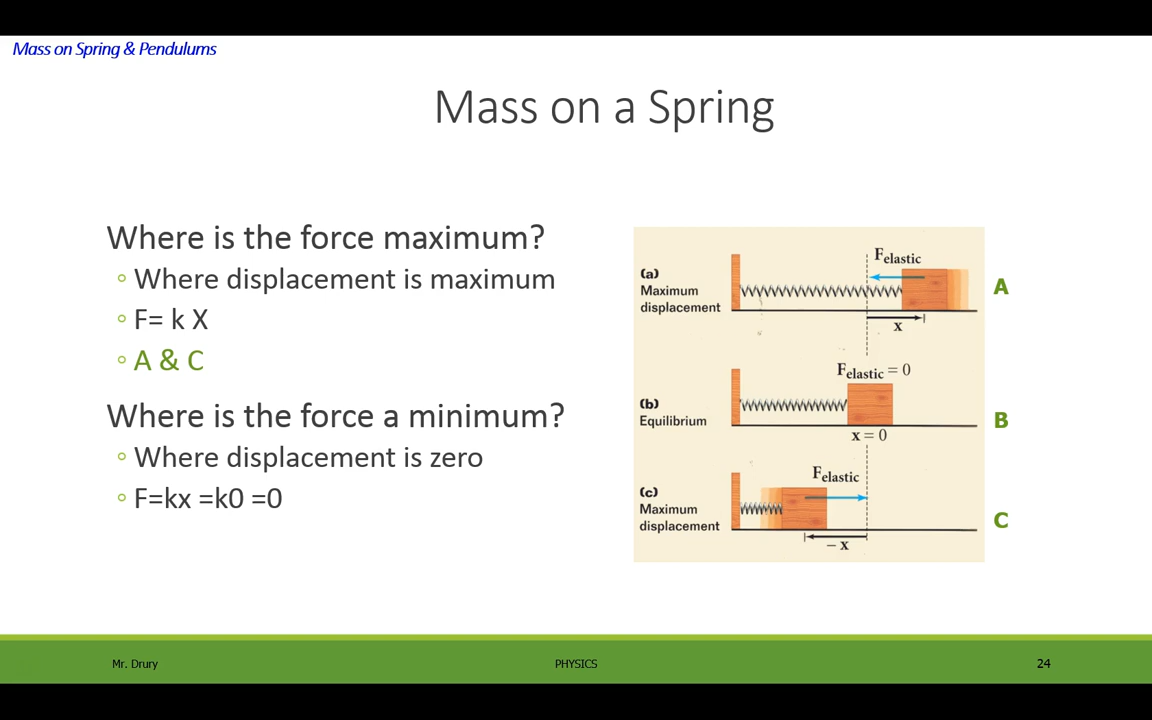 Mass on Spring & Pendulums
Mass on a Spring
Where is the force maximum?
Where displacement is maximum
F= k X
A & C
Where is the force a minimum?
Where displacement is zero
F=kx =k0 =0
Felastic
(a)
Maximum
displacement
x
A
Felastic = 0
(b)
Equilibrium
x = 0
B
Felastic
(c)
Maximum
displacement
– x
C
Mr. Drury
PHYSICS
24